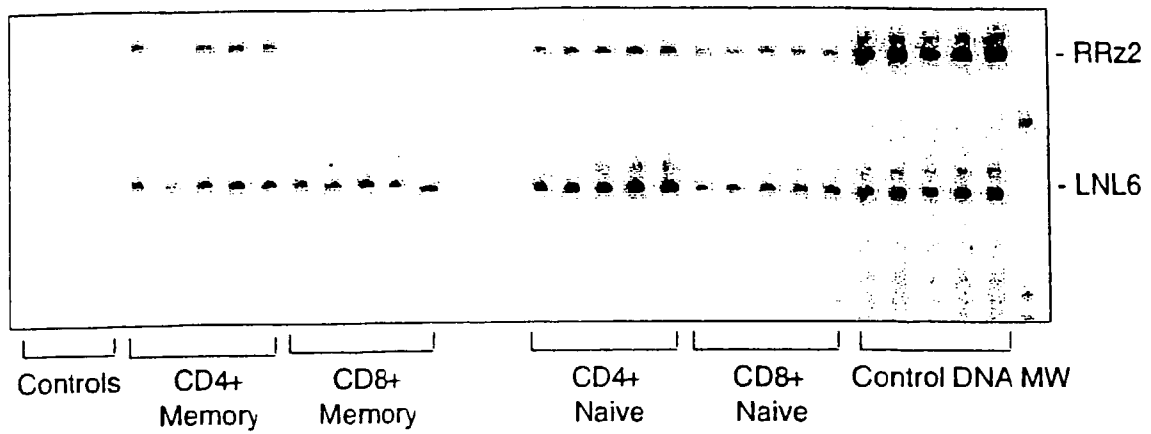 - RRz2
- LNL6
Controls
CD4+
Memory
CD8+
Memory
CD4+
Naive
CD8+
Naive
Control DNA MW